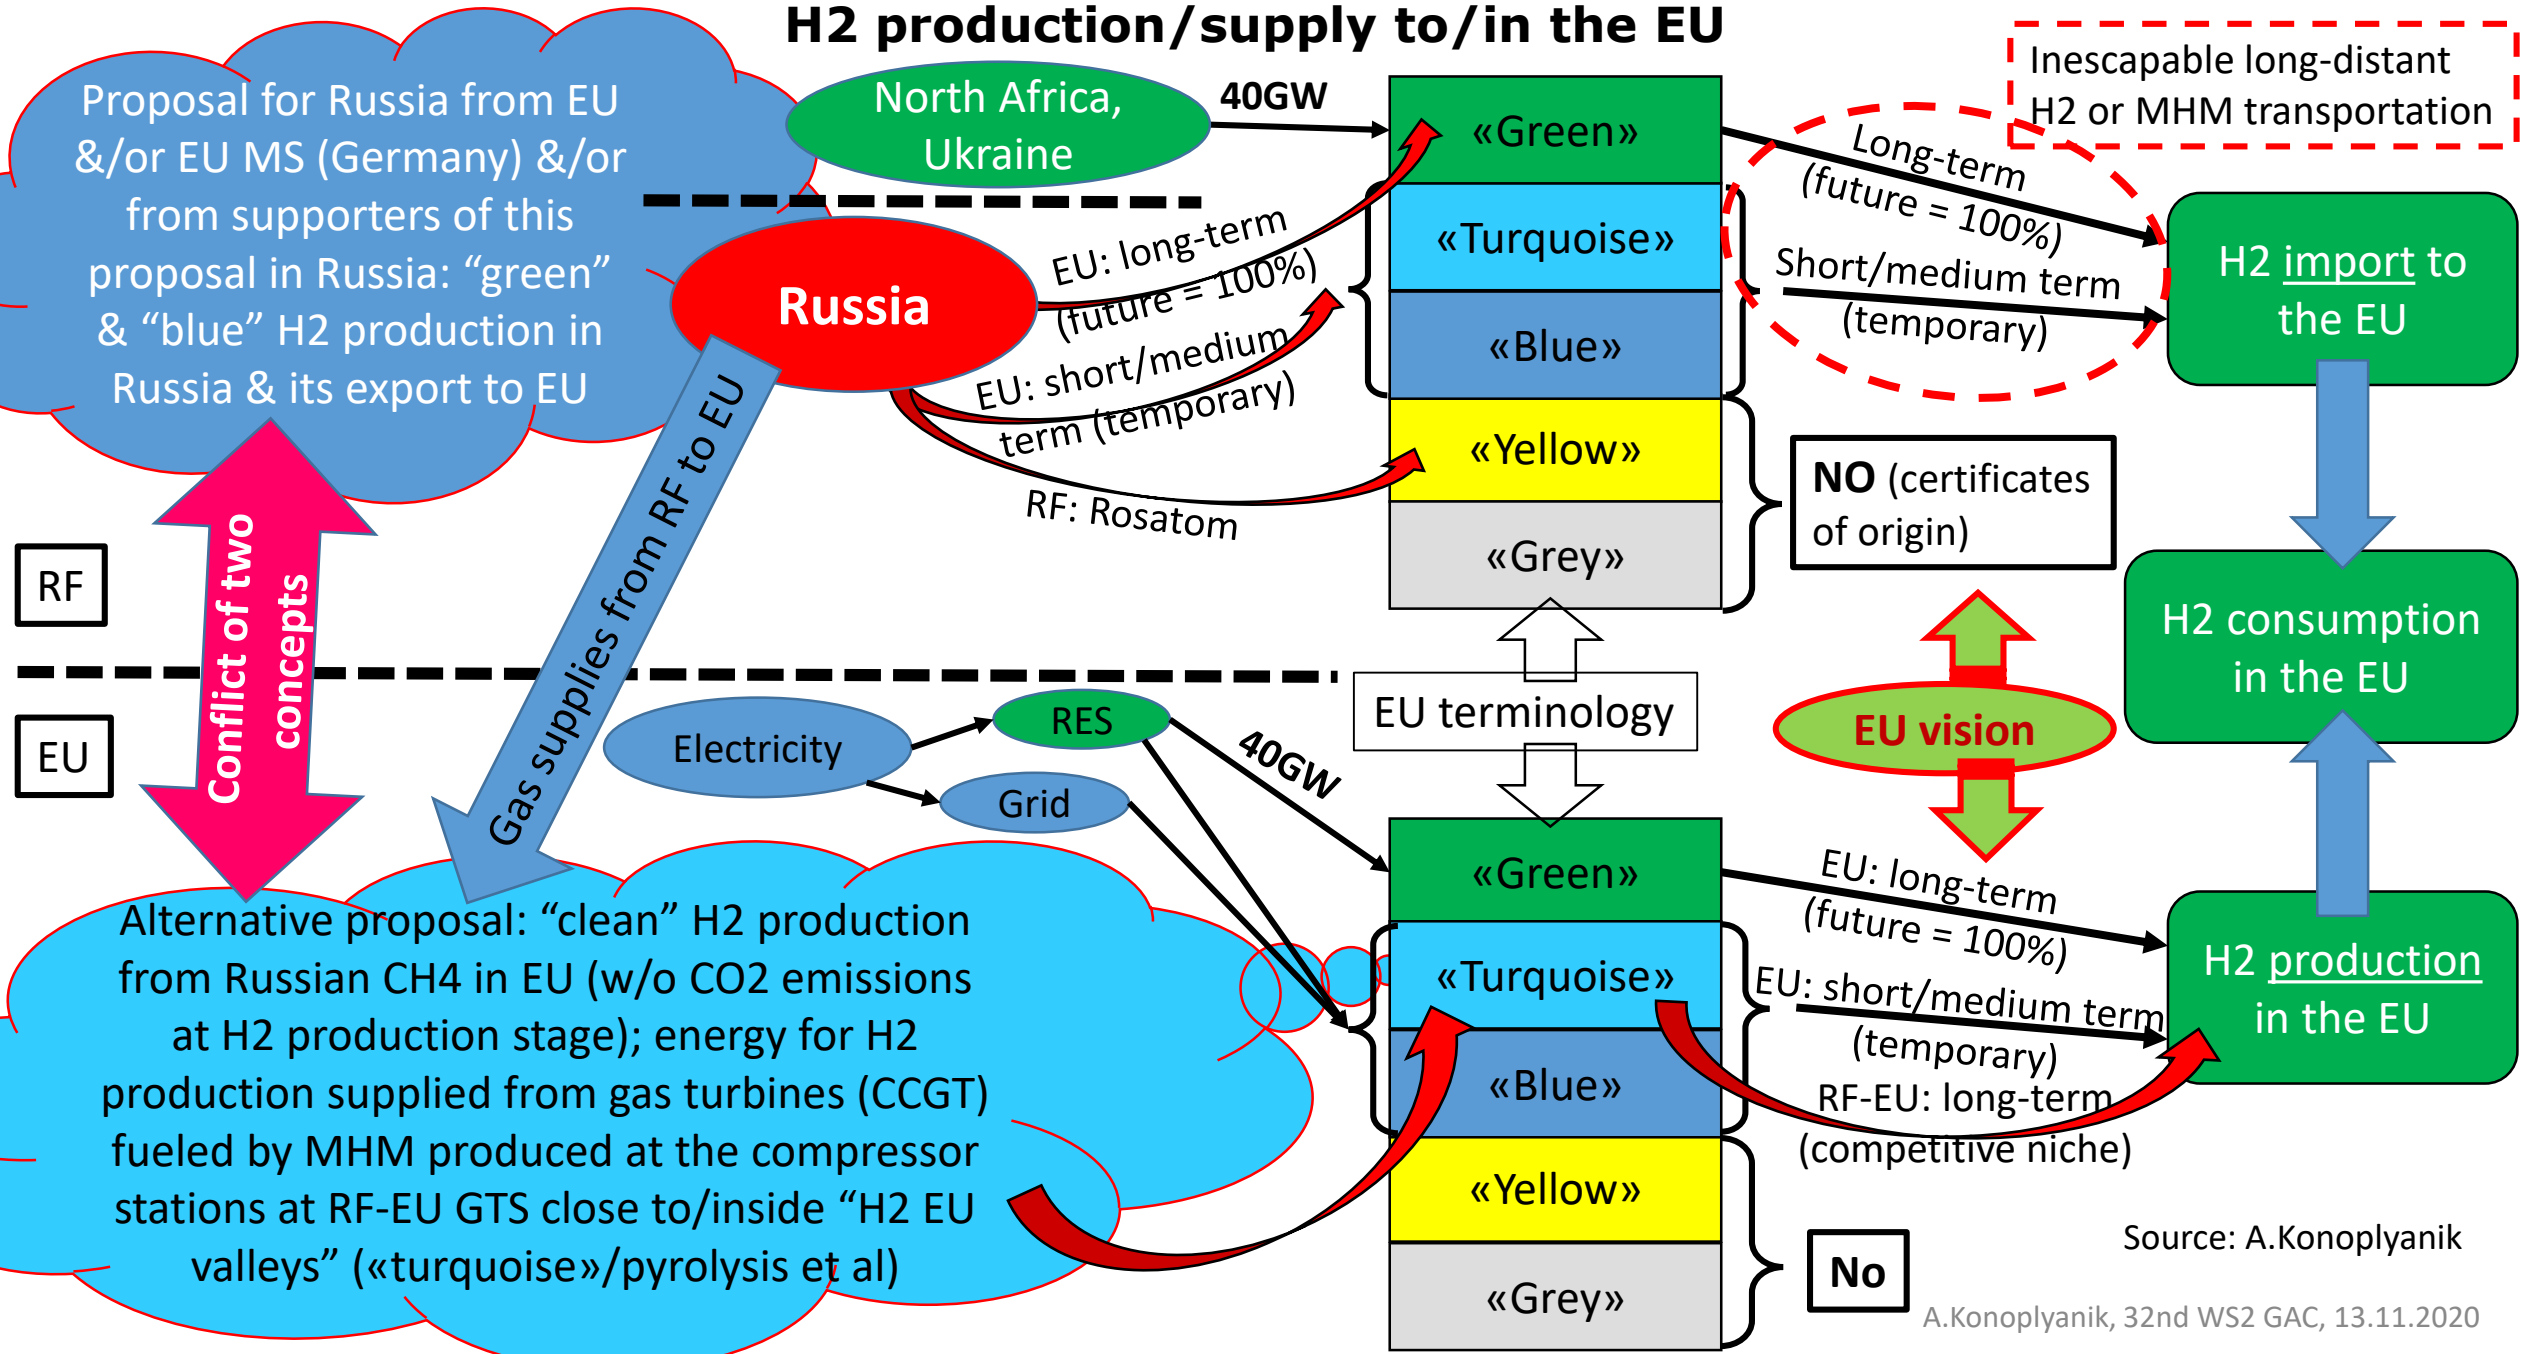 H2 production/supply to/in the EU
Proposal for Russia from EU
&/or EU MS (Germany) &/or
from supporters of this
proposal in Russia: “green”
& “blue” H2 production in
Russia & its export to EU
North Africa,
Ukraine
40GW
Russia
EU: long-term
(future = 100%)
EU: short/medium
term (temporary)
RF: Rosatom
«Green»
«Turquoise»
«Blue»
«Yellow»
«Grey»
Inescapable long-distant
H2 or MHM transportation
Long-term
(future = 100%)
Short/medium term
(temporary)
H2 import to
the EU
NO (certificates
of origin)
H2 consumption
in the EU
RF
EU
Conflict of two
concepts
Gas supplies from RF to EU
EU terminology
EU vision
Electricity
RES
Grid
40GW
«Green»
«Turquoise»
«Blue»
«Yellow»
«Grey»
EU: long-term
(future = 100%)
EU: short/medium term
(temporary)
RF-EU: long-term
(competitive niche)
H2 production
in the EU
No
Alternative proposal: “clean” H2 production
from Russian CH4 in EU (w/o CO2 emissions
at H2 production stage); energy for H2
production supplied from gas turbines (CCGT)
fueled by MHM produced at the compressor
stations at RF-EU GTS close to/inside “H2 EU
valleys” («turquoise»/pyrolysis et al)
Source: A.Konoplyanik
A.Konoplyanik, 32nd WS2 GAC, 13.11.2020